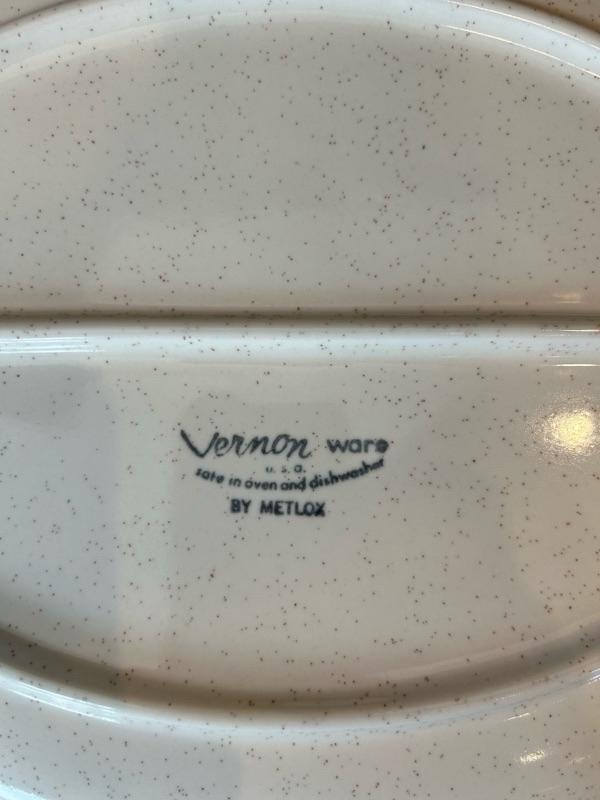 Vernon ware
u. s. a.
safe in oven and dishwasher
BY METLOX